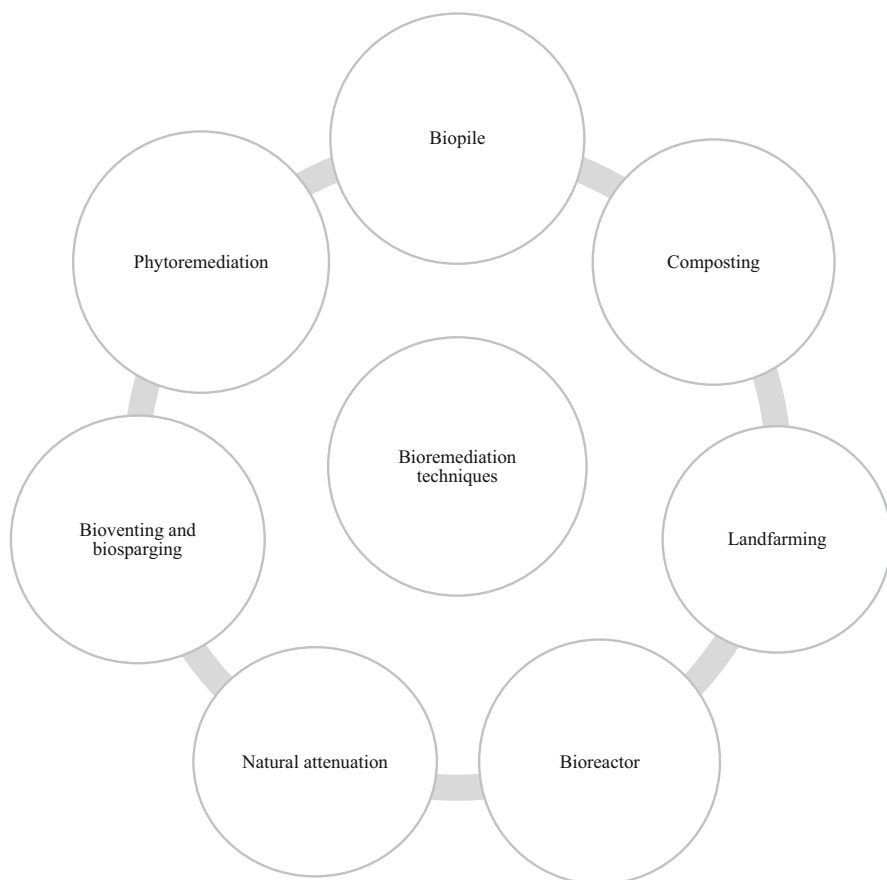 Biopile
Phytoremediation
Composting
Bioremediation
techniques
Bioventing and
biosparging
Landfarming
Natural attenuation
Bioreactor